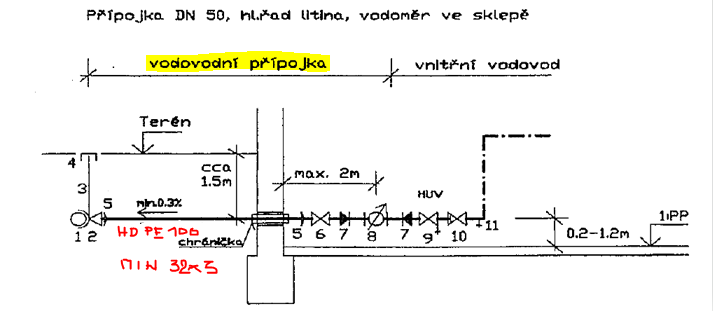 Přípojka DN 50, hl.řad litina, vodoměr ve sklepě
vodovodní přípojka
vnitřní vodovod
Terén
4
cca
1.5m
max. 2m
3
min.0.3%
HUV
5
1 2
HD PE 100
chránička
5 6 7 8 7 9 10 11
0.2-1.2m
1.PP
MIN 32x3